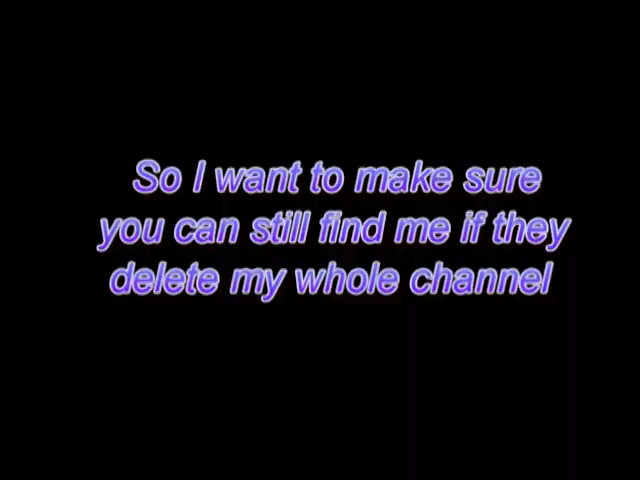 So I want to make sure
you can still find me if they
delete my whole channel